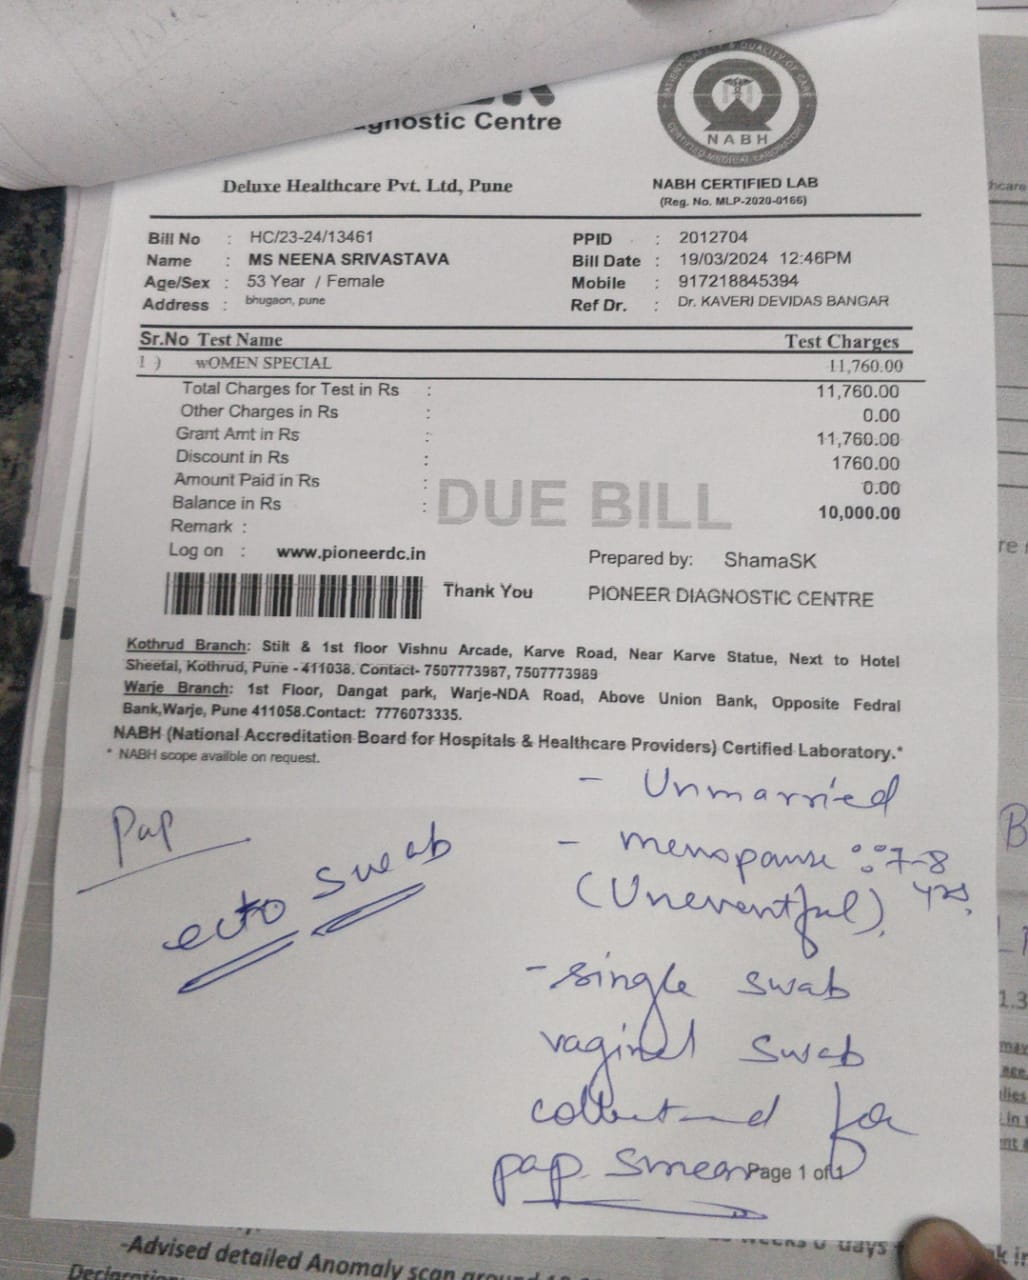 agnostic Centre
PATIENT SAFETY & QUALITY OF CARE
NABH
CERTIFIED MEDICAL LABORATORY
Deluxe Healthcare Pvt. Ltd, Pune
NABH CERTIFIED LAB
(Reg. No. MLP-2020-0166)
Bill No : HC/23-24/13461 PPID : 2012704
Name : MS NEENA SRIVASTAVA Bill Date : 19/03/2024 12:46PM
Age/Sex : 53 Year / Female Mobile : 917218845394
Address : bhugaon, pune Ref Dr. : Dr. KAVERI DEVIDAS BANGAR
Sr.No Test Name Test Charges
1 ) wOMEN SPECIAL 11,760.00
Total Charges for Test in Rs : 11,760.00
Other Charges in Rs : 0.00
Grant Amt in Rs : 11,760.00
Discount in Rs : 1760.00
Amount Paid in Rs : 0.00
Balance in Rs : 10,000.00
DUE BILL
Remark :
Log on : www.pioneerdc.in Prepared by: ShamaSK
Thank You PIONEER DIAGNOSTIC CENTRE
Kothrud Branch: Stilt & 1st floor Vishnu Arcade, Karve Road, Near Karve Statue, Next to Hotel
Sheetal, Kothrud, Pune - 411038. Contact- 7507773987, 7507773989
Warje Branch: 1st Floor, Dangat park, Warje-NDA Road, Above Union Bank, Opposite Fedral
Bank,Warje, Pune 411058.Contact: 7776073335.
NABH (National Accreditation Board for Hospitals & Healthcare Providers) Certified Laboratory.*
* NABH scope availble on request.
Pap
ecto swab
- Unmarried
- menopause : 7-8 yrs.
(Uneventful),
- single swab
vaginal swab
collected for
pap smear
Page 1 of 1
-Advised detailed Anomaly scan around